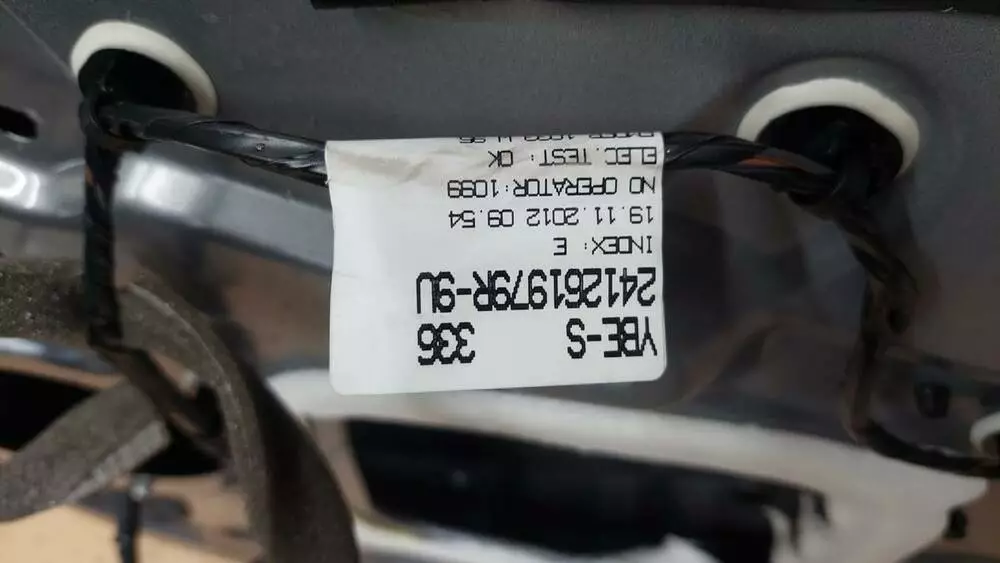 YBE-S 336
241261979R-9U
INDEX: E
19.11.2012 09.54
NO OPERATOR:1099
ELEC.TEST: OK